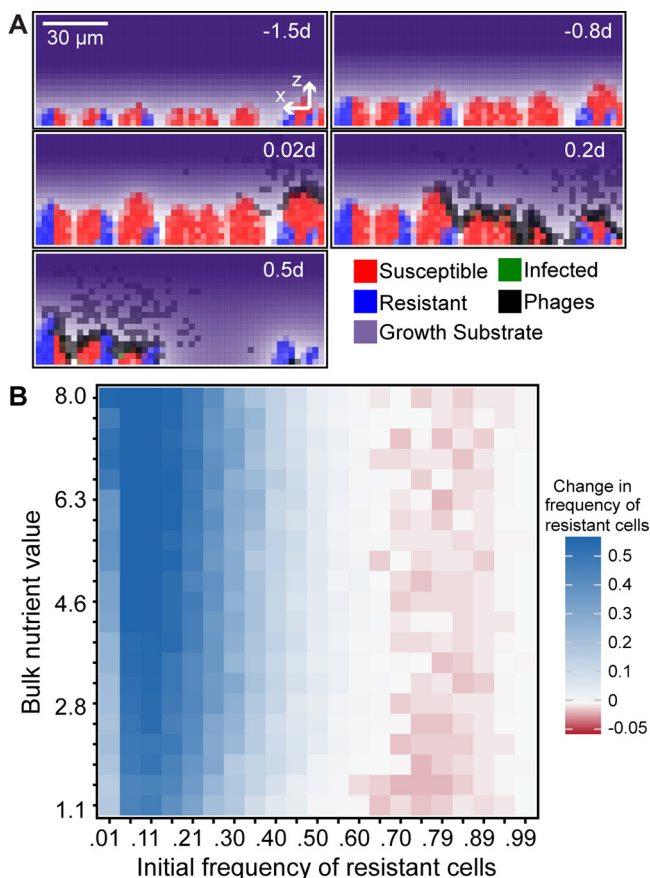 A
30 µm
-1.5d
z
x
-0.8d
0.02d
0.2d
0.5d
Susceptible
Infected
Resistant
Phages
Growth Substrate
B
8.0
6.3
4.6
2.8
1.1
Bulk nutrient value
.01 .11 .21 .30 .40 .50 .60 .70 .79 .89 .99
Initial frequency of resistant cells
Change in
frequency of
resistant cells
0.5
0.4
0.3
0.2
0.1
0
-0.05